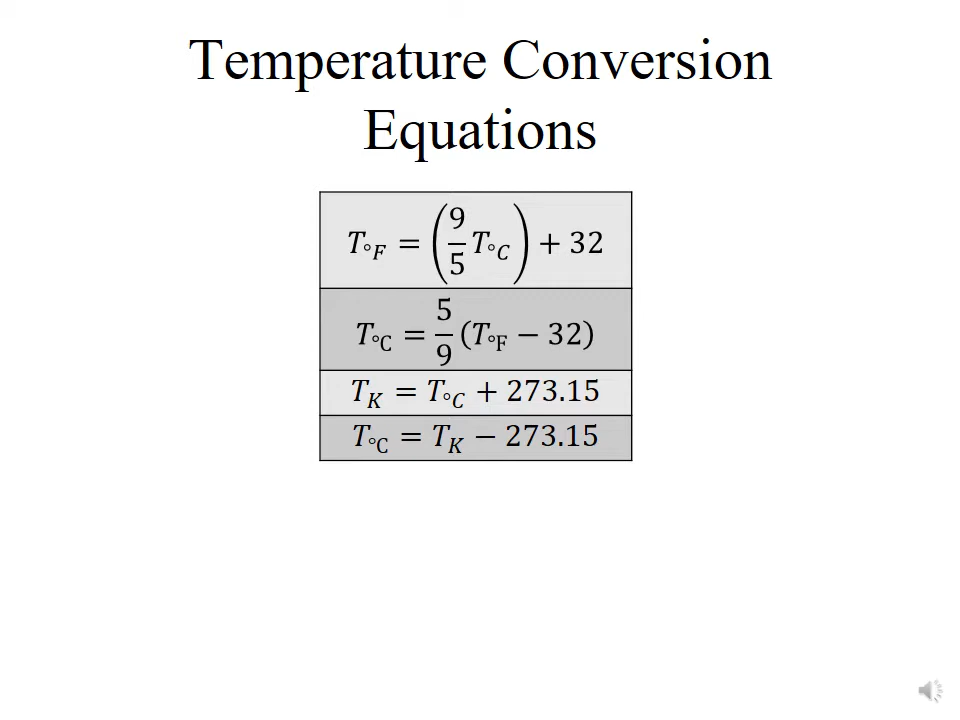 Temperature Conversion
Equations
T°F = (9/5 T°C) + 32
T°C = 5/9 (T°F − 32)
TK = T°C + 273.15
T°C = TK − 273.15